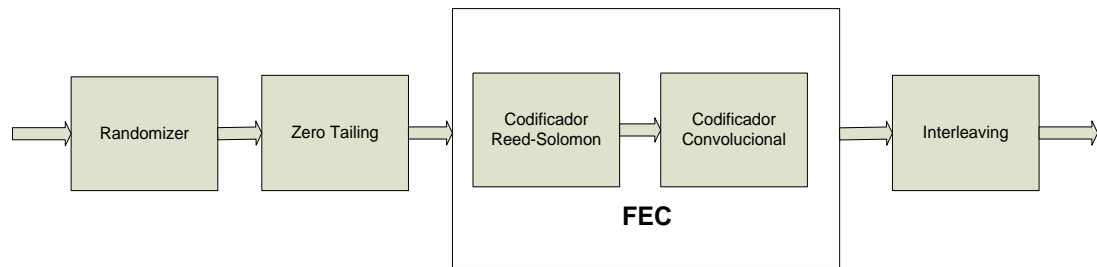 Randomizer
Zero Tailing
Codificador
Reed-Solomon
Codificador
Convolucional
FEC
Interleaving